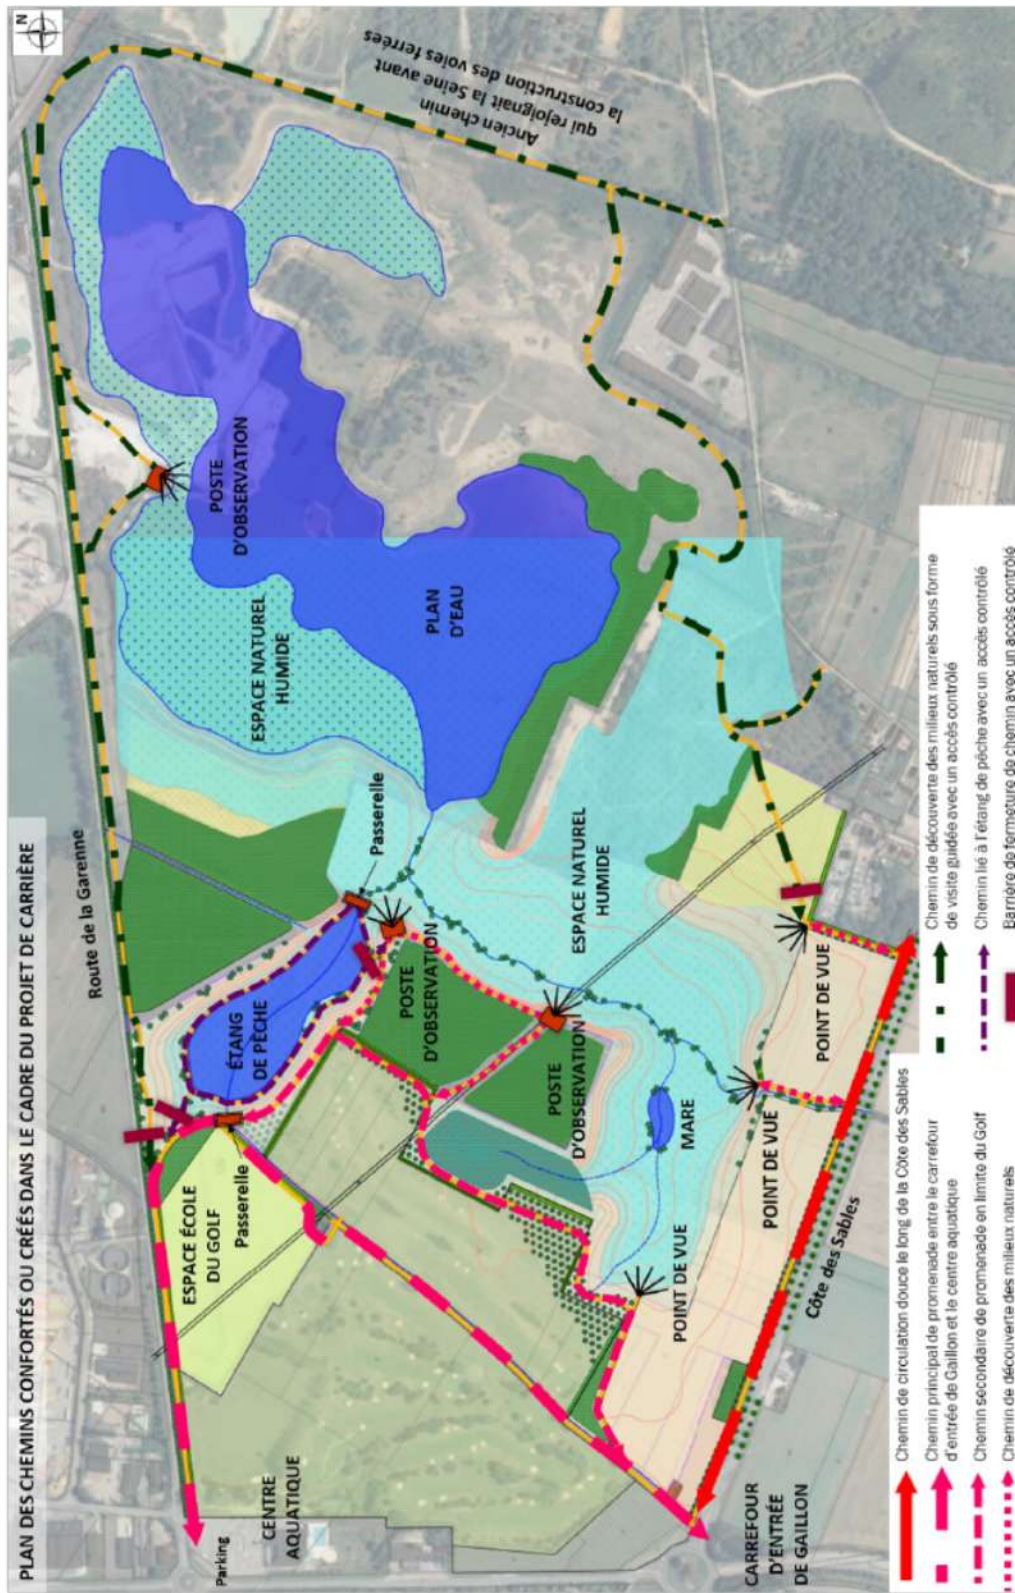 PLAN DES CHEMINS CONFORTÉS OU CRÉÉS DANS LE CADRE DU PROJET DE CARRIÈRE
N
Route de la Garenne
Ancien chemin
qui rejoignait la Seine avant
la construction des voies ferrées
POSTE
D'OBSERVATION
ESPACE NATUREL
HUMIDE
PLAN
D'EAU
Passerelle
ÉTANG
DE PÊCHE
POSTE
D'OBSERVATION
ESPACE ÉCOLE
DU GOLF
Passerelle
ESPACE NATUREL
HUMIDE
POSTE
D'OBSERVATION
MARE
Parking
CENTRE
AQUATIQUE
POINT DE VUE
POINT DE VUE
POINT DE VUE
Côte des Sables
CARREFOUR
D'ENTRÉE
DE GAILLON
Chemin de circulation douce le long de la Côte des Sables
Chemin principal de promenade entre le carrefour
d'entrée de Gaillon et le centre aquatique
Chemin secondaire de promenade en limite du Golf
Chemin de découverte des milieux naturels
Chemin de découverte des milieux naturels sous forme
de visite guidée avec un accès contrôlé
Chemin lié à l'étang de pêche avec un accès contrôlé
Barrière de fermeture de chemin avec un accès contrôlé